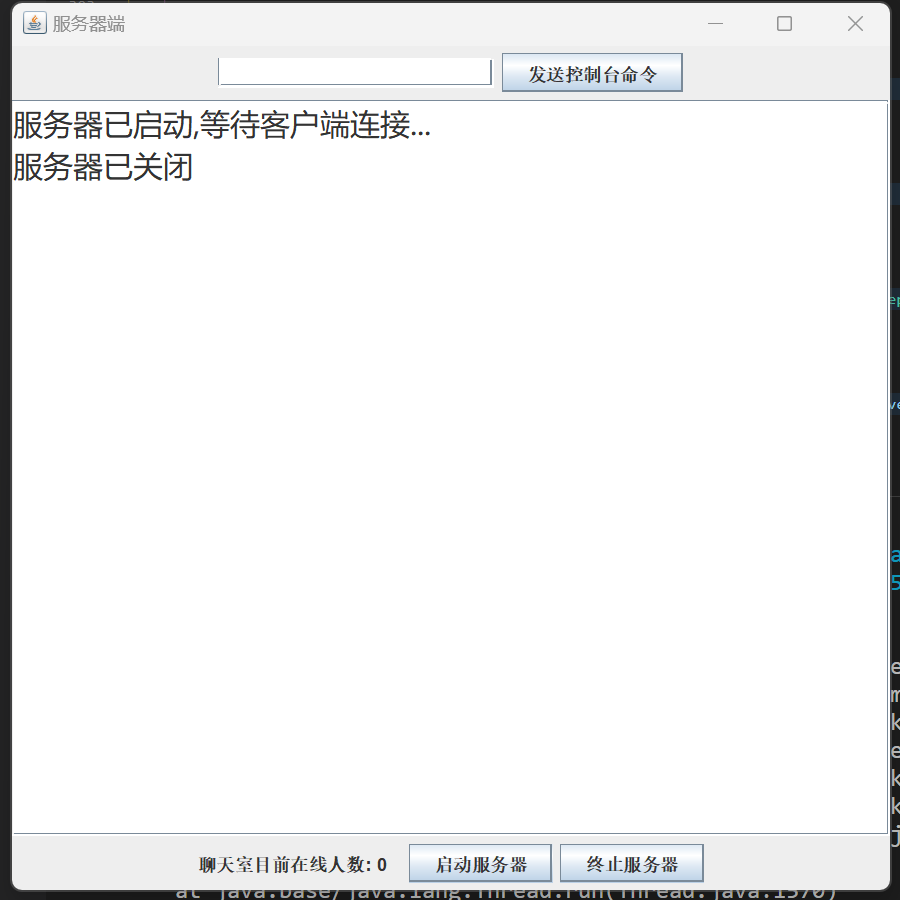 服务器端
发送控制台命令
服务器已启动,等待客户端连接...
服务器已关闭
聊天室目前在线人数: 0
启动服务器
终止服务器
at java.base/java.lang.Thread.run(Thread.java:1570)